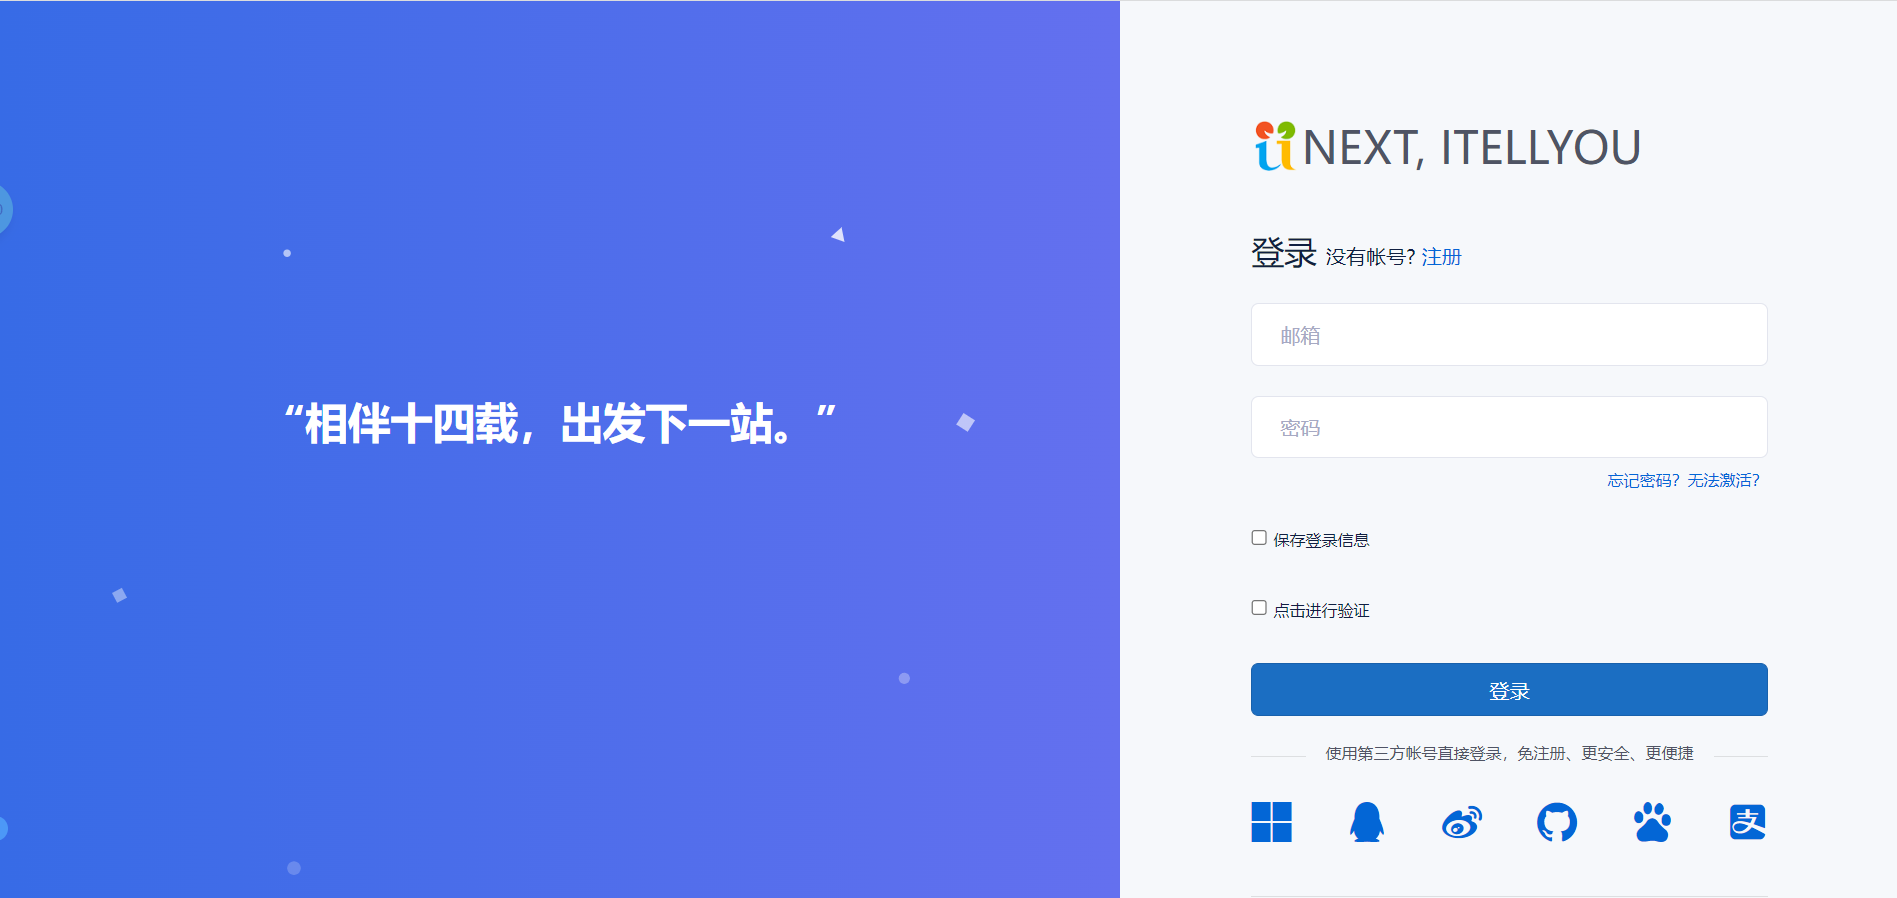 “相伴十四载，出发下一站。”
NEXT, ITELLYOU
登录 没有帐号? 注册
邮箱
密码
忘记密码? 无法激活?
保存登录信息
点击进行验证
登录
使用第三方帐号直接登录，免注册、更安全、更便捷
支